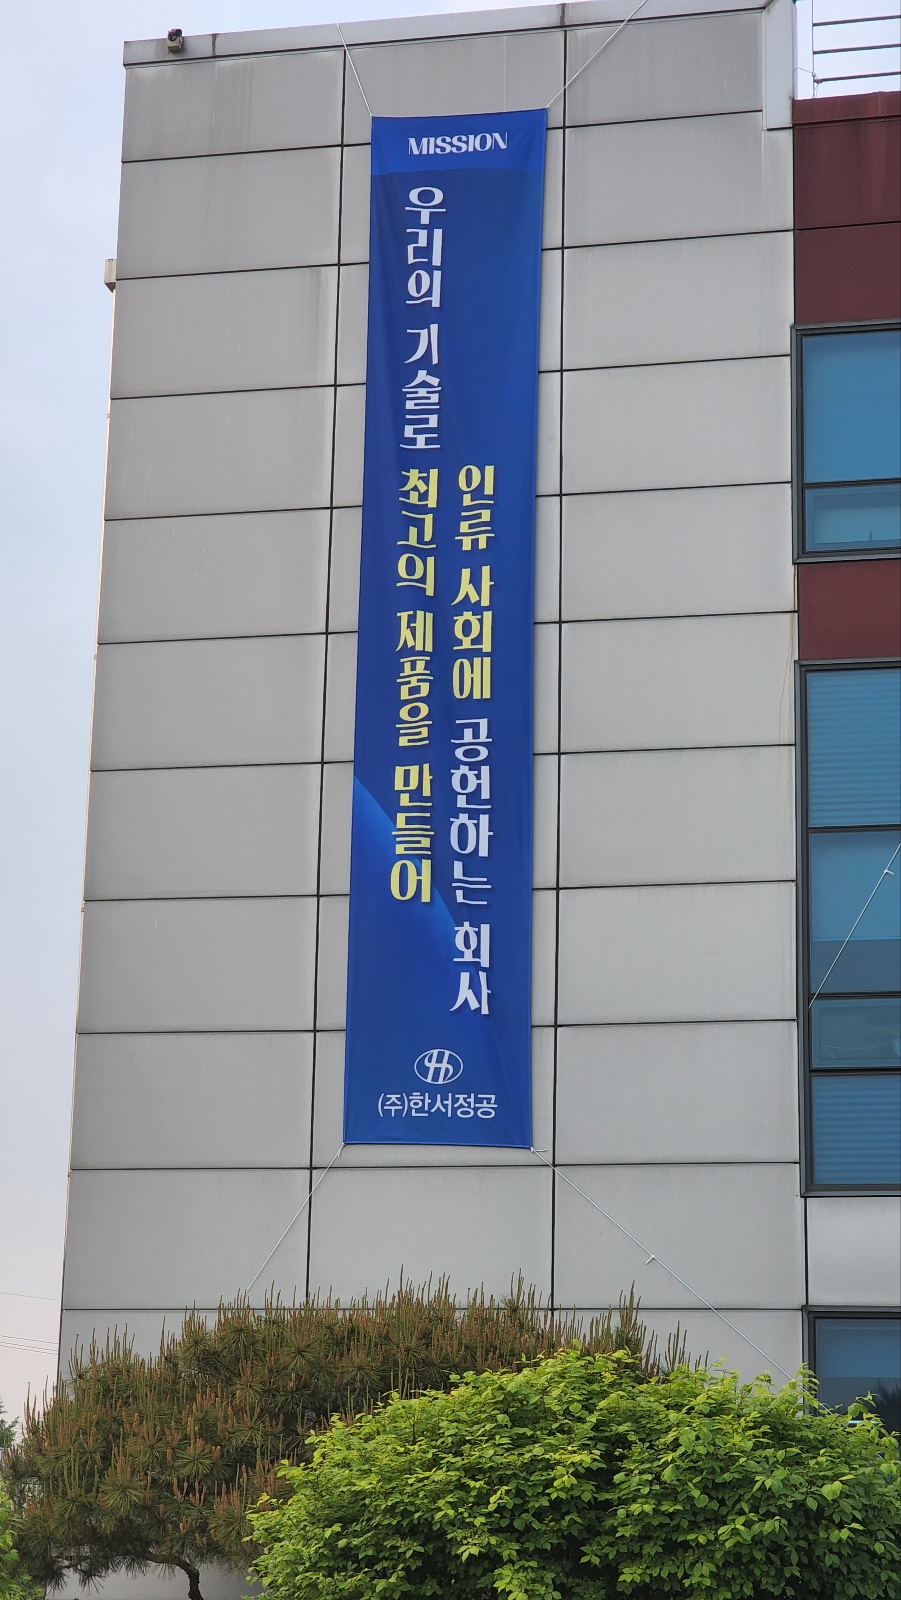 MISSION
우리의 기술로 최고의 제품을 만들어
인류 사회에 공헌하는 회사
(주)한서정공